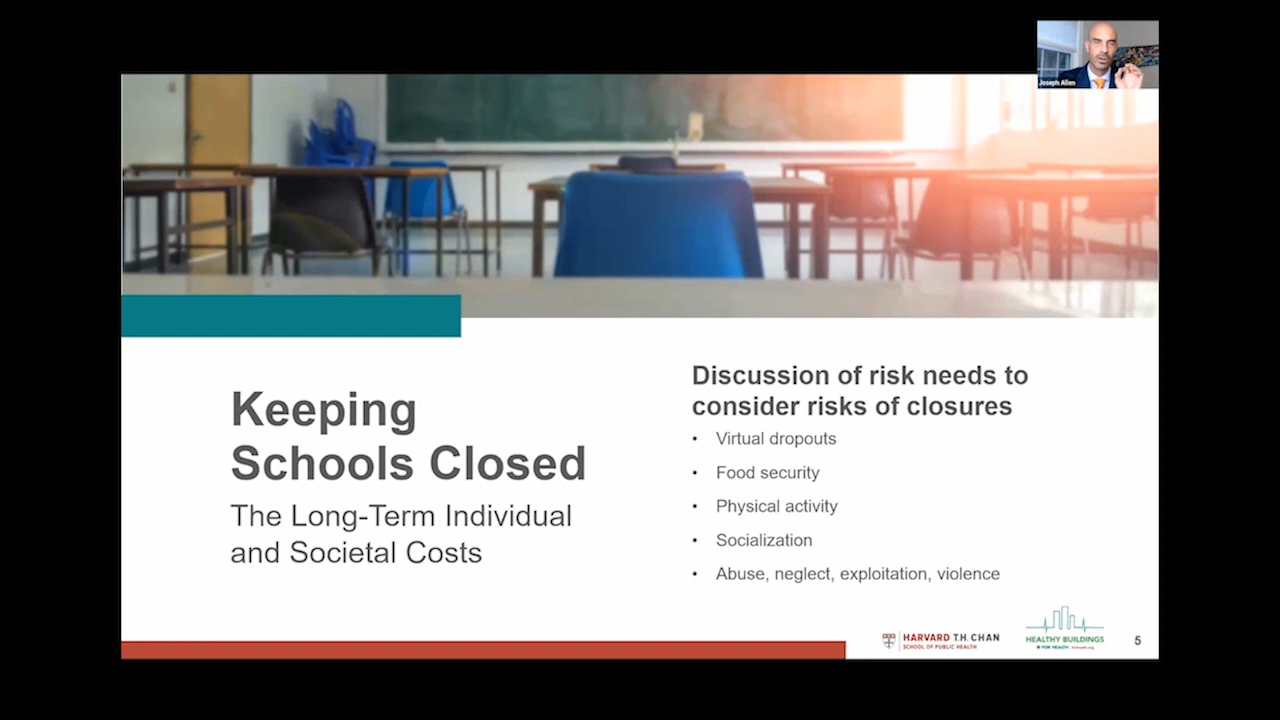 Joseph Allen
Keeping
Schools Closed
The Long-Term Individual
and Societal Costs
Discussion of risk needs to
consider risks of closures
• Virtual dropouts
• Food security
• Physical activity
• Socialization
• Abuse, neglect, exploitation, violence
HARVARD T.H. CHAN
SCHOOL OF PUBLIC HEALTH
HEALTHY BUILDINGS
FOR HEALTH
5